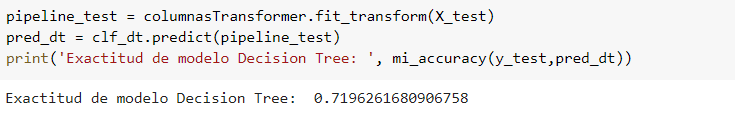 pipeline_test = columnasTransformer.fit_transform(X_test)
pred_dt = clf_dt.predict(pipeline_test)
print('Exactitud de modelo Decision Tree: ', mi_accuracy(y_test,pred_dt))
Exactitud de modelo Decision Tree:  0.7196261680906758